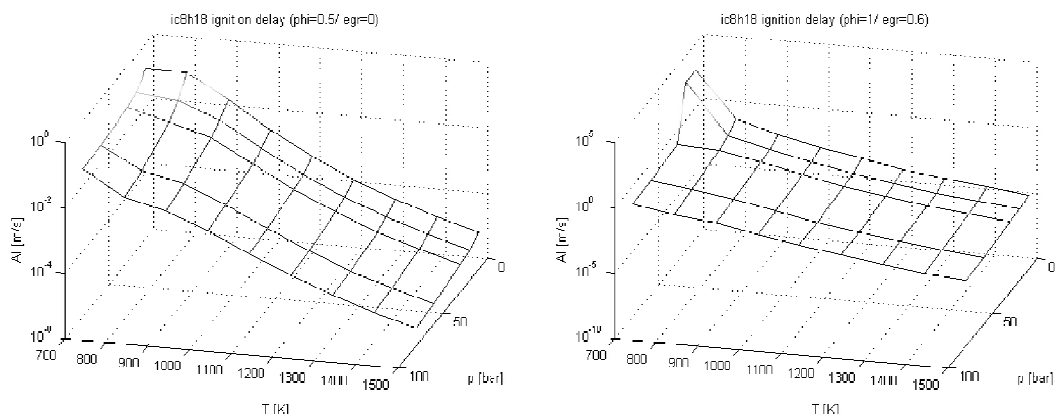 ic8h18 ignition delay (phi=0.5/ egr=0)
10^0
10^-2
10^-4
AI [m/s]
700 800 900 1000 1100 1200 1300 1400 1500
T [K]
0
50
100
p [bar]
ic8h18 ignition delay (phi=1/ egr=0.6)
10^5
10^0
10^-5
10^-10
AI [m/s]
700 800 900 1000 1100 1200 1300 1400 1500
T [K]
0
50
100
p [bar]